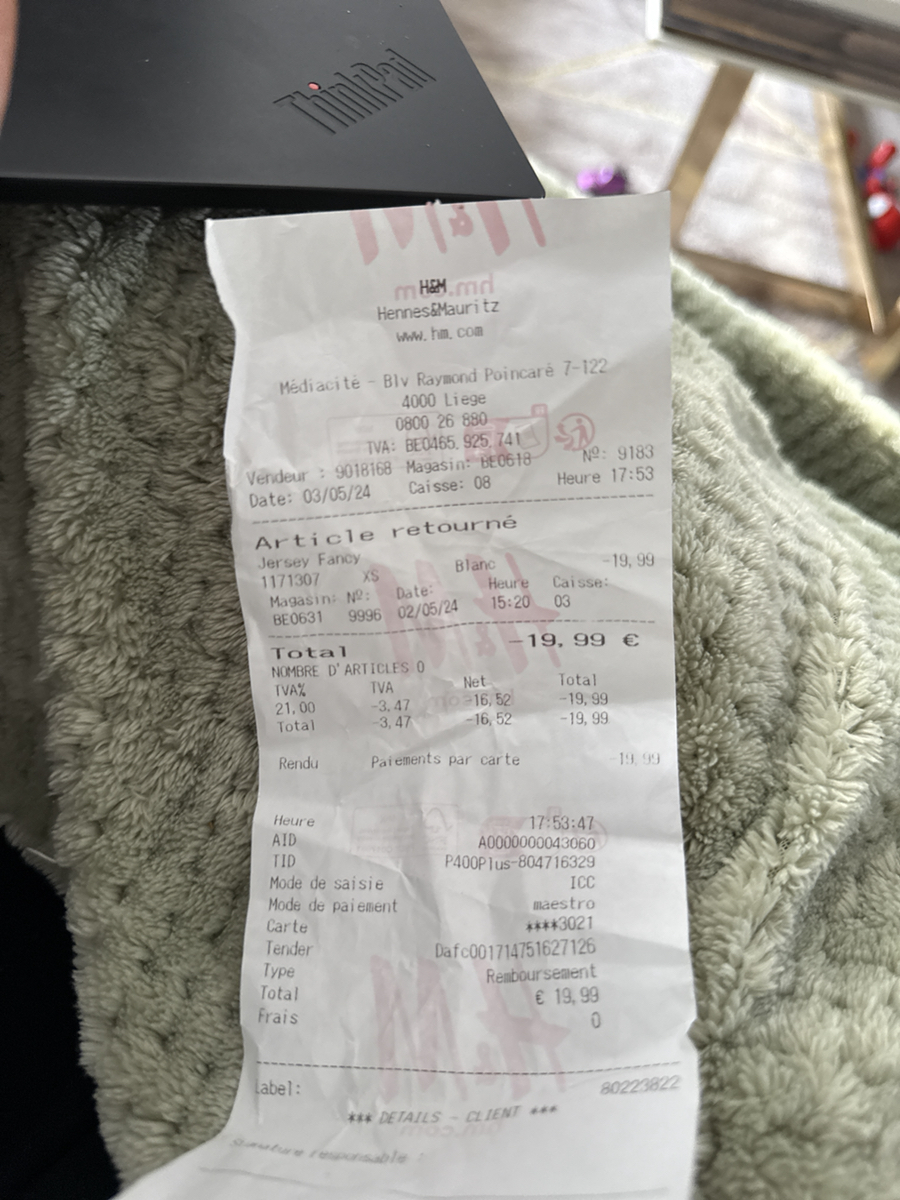 ThinkPad
H&M
Hennes&Mauritz
www.hm.com
Médiacité - Blv Raymond Poincaré 7-122
4000 Liege
0800 26 880
TVA: BE0465.925.741
Vendeur : 9018168 Magasin: BE0618 Nº: 9183
Date: 03/05/24 Caisse: 08 Heure 17:53
Article retourné
Jersey Fancy Blanc -19,99
1171307 XS
Magasin: Nº: Date: Heure Caisse:
BE0631 9996 02/05/24 15:20 03
Total -19,99 €
NOMBRE D'ARTICLES 0
TVA% TVA Net Total
21,00 -3,47 -16,52 -19,99
Total -3,47 -16,52 -19,99
Rendu Paiements par carte -19,99
Heure 17:53:47
AID A0000000043060
TID P400Plus-804716329
Mode de saisie ICC
Mode de paiement maestro
Carte ****3021
Tender Dafc001714751627126
Type Remboursement
Total € 19,99
Frais 0
Label: 80223822
*** DETAILS - CLIENT ***
Signature responsable :